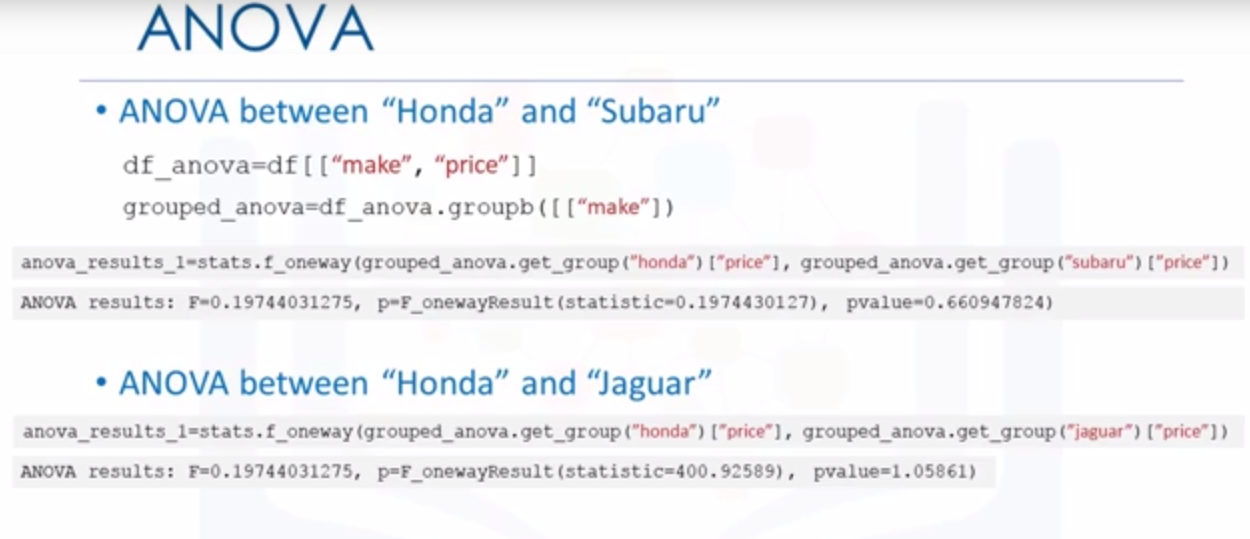 ANOVA
• ANOVA between “Honda” and “Subaru”
df_anova=df[[“make”, “price”]]
grouped_anova=df_anova.groupb([[“make”])
anova_results_1=stats.f_oneway(grouped_anova.get_group(“honda”)[“price”], grouped_anova.get_group(“subaru”)[“price”])
ANOVA results: F=0.19744031275, p=F_onewayResult(statistic=0.1974430127), pvalue=0.660947824)
• ANOVA between “Honda” and “Jaguar”
anova_results_1=stats.f_oneway(grouped_anova.get_group(“honda”)[“price”], grouped_anova.get_group(“jaguar”)[“price”])
ANOVA results: F=0.19744031275, p=F_onewayResult(statistic=400.92589), pvalue=1.05861)